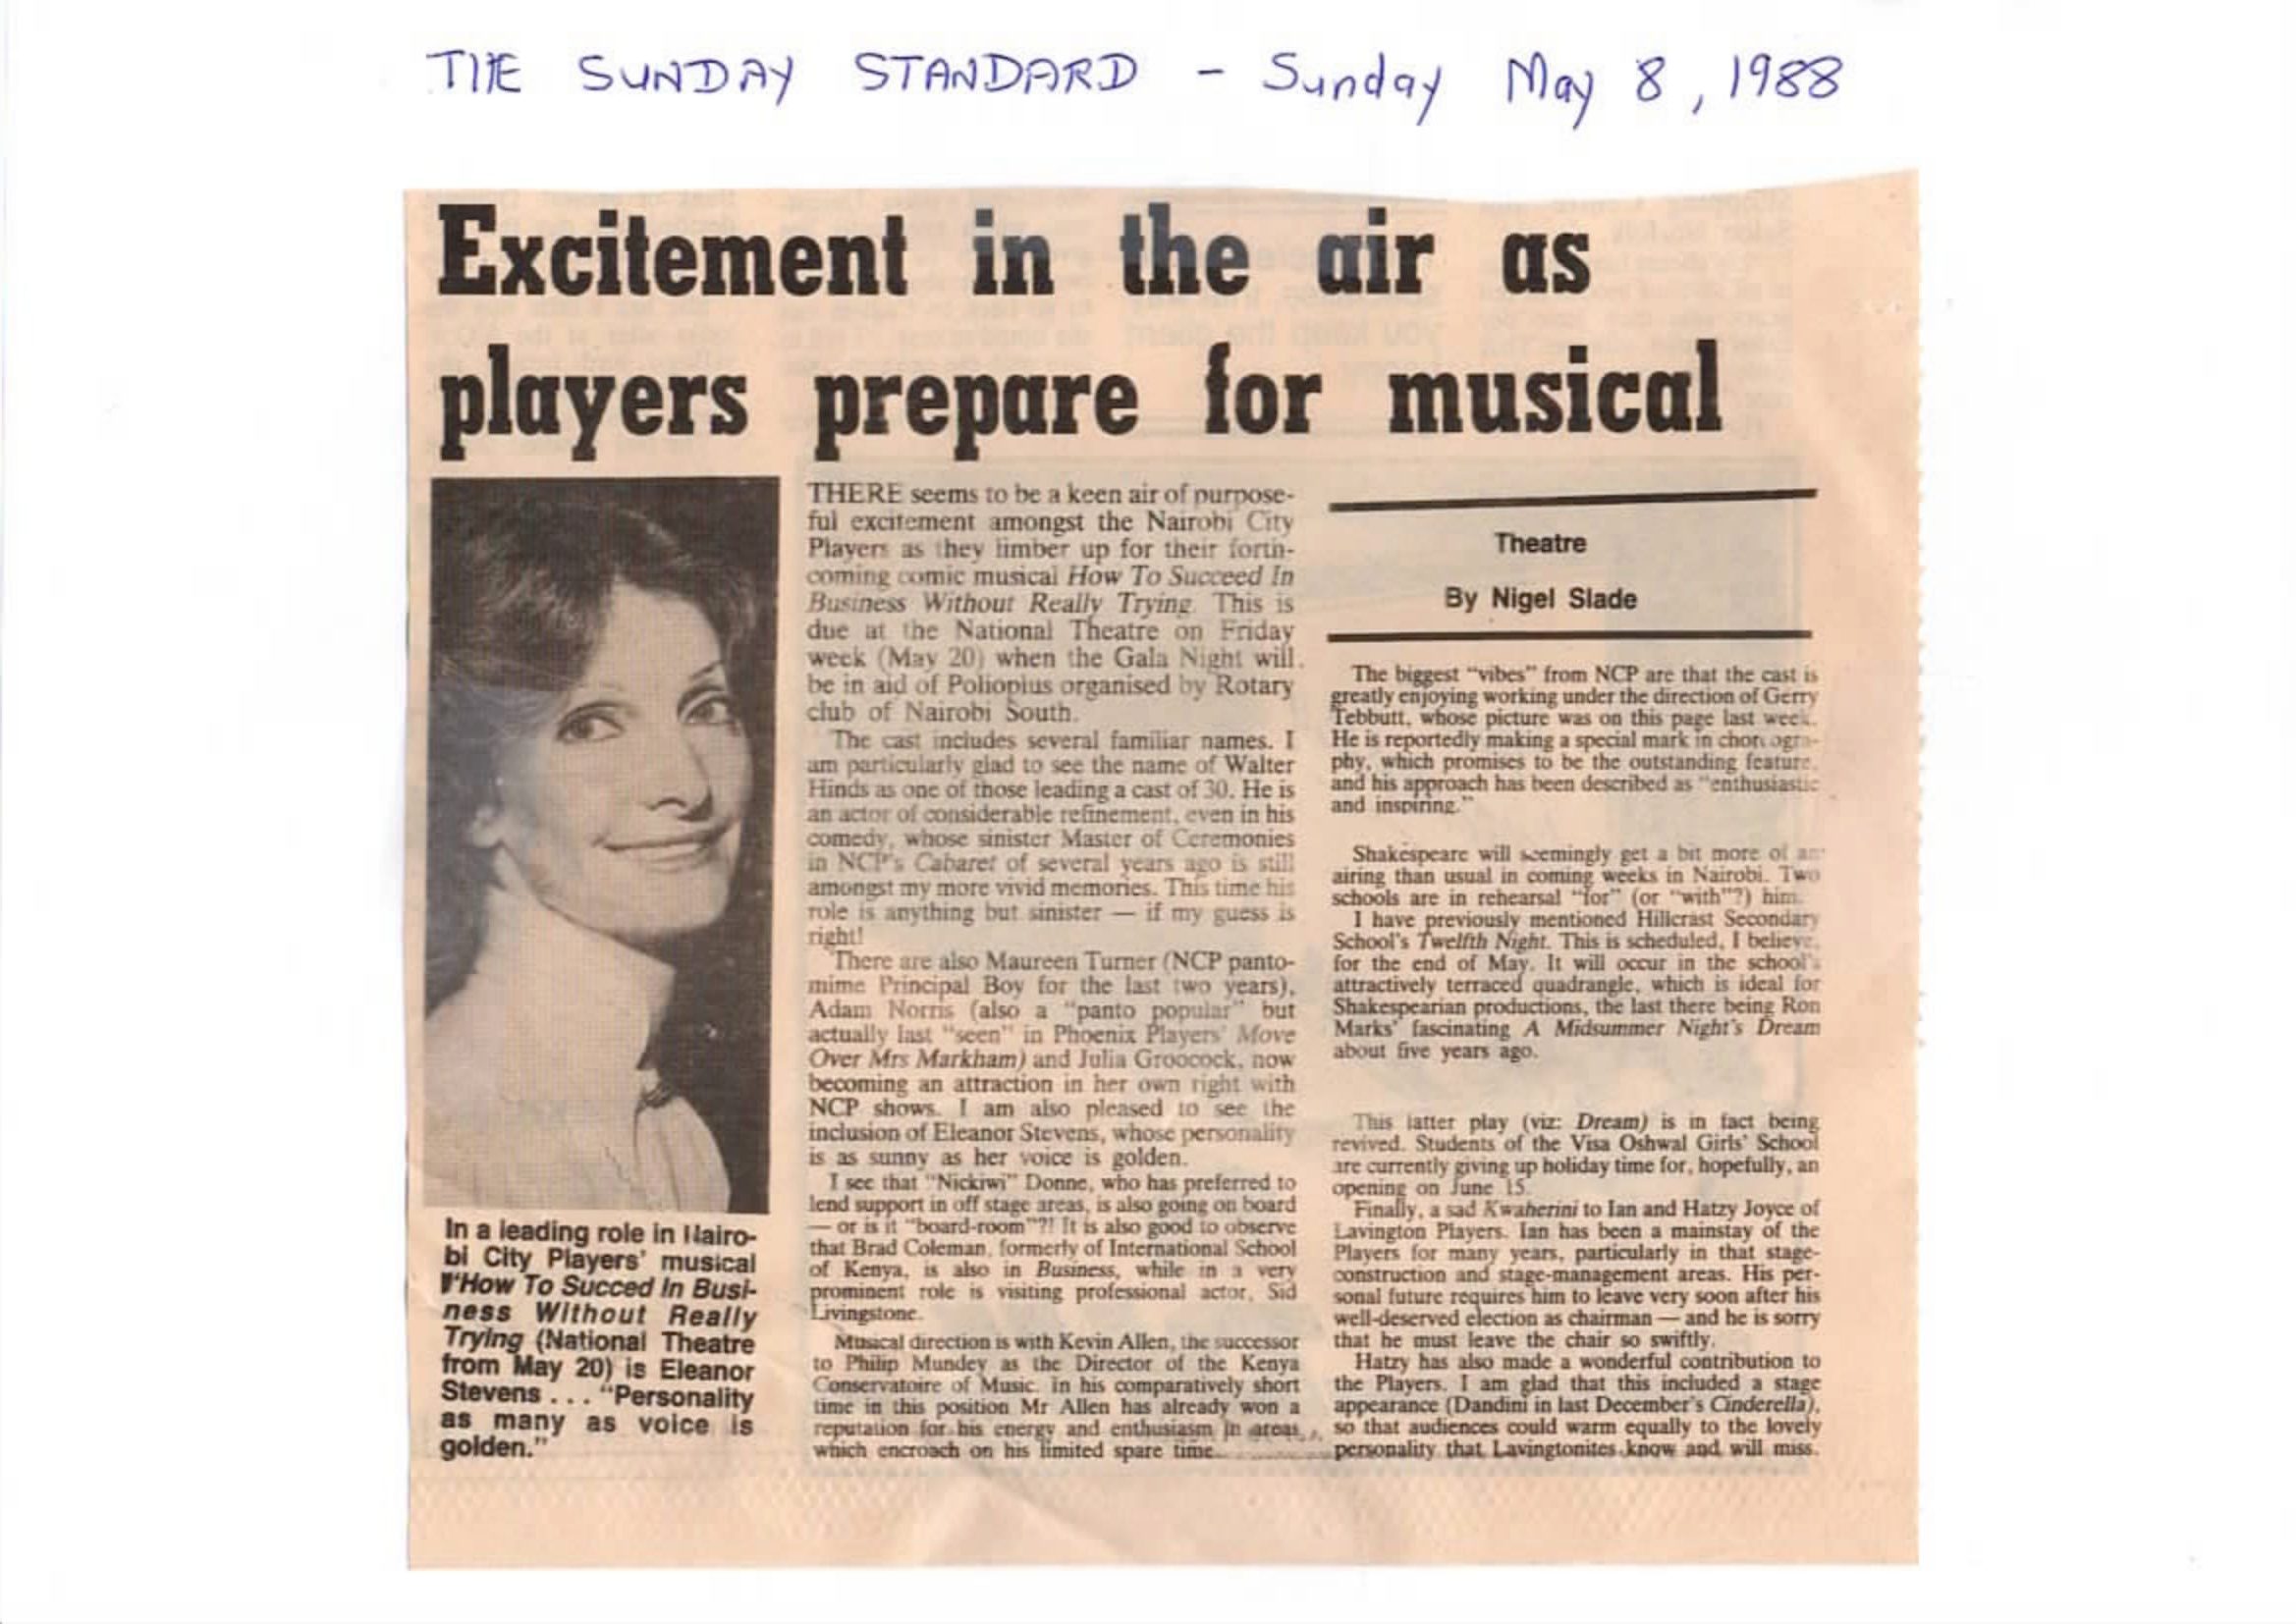 THE SUNDAY STANDARD - Sunday May 8, 1988
Excitement in the air as
players prepare for musical
In a leading role in Nairo-
bi City Players' musical
"How To Succed In Busi-
ness Without Really
Trying (National Theatre
from May 20) is Eleanor
Stevens . . . "Personality
as many as voice is
golden."
THERE seems to be a keen air of purpose-
ful excitement amongst the Nairobi City
Players as they limber up for their forth-
coming comic musical How To Succeed In
Business Without Really Trying. This is
due at the National Theatre on Friday
week (May 20) when the Gala Night will
be in aid of Polioplus organised by Rotary
club of Nairobi South.
The cast includes several familiar names. I
am particularly glad to see the name of Walter
Hinds as one of those leading a cast of 30. He is
an actor of considerable refinement, even in his
comedy, whose sinister Master of Ceremonies
in NCP's Cabaret of several years ago is still
amongst my more vivid memories. This time his
role is anything but sinister — if my guess is
right!
There are also Maureen Turner (NCP panto-
mime Principal Boy for the last two years),
Adam Norris (also a "panto popular" but
actually last "seen" in Phoenix Players' Move
Over Mrs Markham) and Julia Groocock, now
becoming an attraction in her own right with
NCP shows. I am also pleased to see the
inclusion of Eleanor Stevens, whose personality
is as sunny as her voice is golden.
I see that "Nickiwi" Donne, who has preferred to
lend support in off stage areas, is also going on board
— or is it "board-room"?! It is also good to observe
that Brad Coleman, formerly of International School
of Kenya, is also in Business, while in a very
prominent role is visiting professional actor, Sid
Livingstone.
Musical direction is with Kevin Allen, the successor
to Philip Mundey as the Director of the Kenya
Conservatoire of Music. In his comparatively short
time in this position Mr Allen has already won a
reputation for his energy and enthusiasm in areas
which encroach on his limited spare time.
Theatre
By Nigel Slade
The biggest "vibes" from NCP are that the cast is
greatly enjoying working under the direction of Gerry
Tebbutt, whose picture was on this page last week.
He is reportedly making a special mark in choreogra-
phy, which promises to be the outstanding feature,
and his approach has been described as "enthusiastic
and inspiring."
Shakespeare will seemingly get a bit more of an
airing than usual in coming weeks in Nairobi. Two
schools are in rehearsal "for" (or "with"?) him.
I have previously mentioned Hillcrast Secondary
School's Twelfth Night. This is scheduled, I believe,
for the end of May. It will occur in the school's
attractively terraced quadrangle, which is ideal for
Shakespearian productions, the last there being Ron
Marks' fascinating A Midsummer Night's Dream
about five years ago.
This latter play (viz: Dream) is in fact being
revived. Students of the Visa Oshwal Girls' School
are currently giving up holiday time for, hopefully, an
opening on June 15.
Finally, a sad Kwaherini to Ian and Hatzy Joyce of
Lavington Players. Ian has been a mainstay of the
Players for many years, particularly in that stage-
construction and stage-management areas. His per-
sonal future requires him to leave very soon after his
well-deserved election as chairman — and he is sorry
that he must leave the chair so swiftly.
Hatzy has also made a wonderful contribution to
the Players. I am glad that this included a stage
appearance (Dandini in last December's Cinderella),
so that audiences could warm equally to the lovely
personality that Lavingtonites know and will miss.